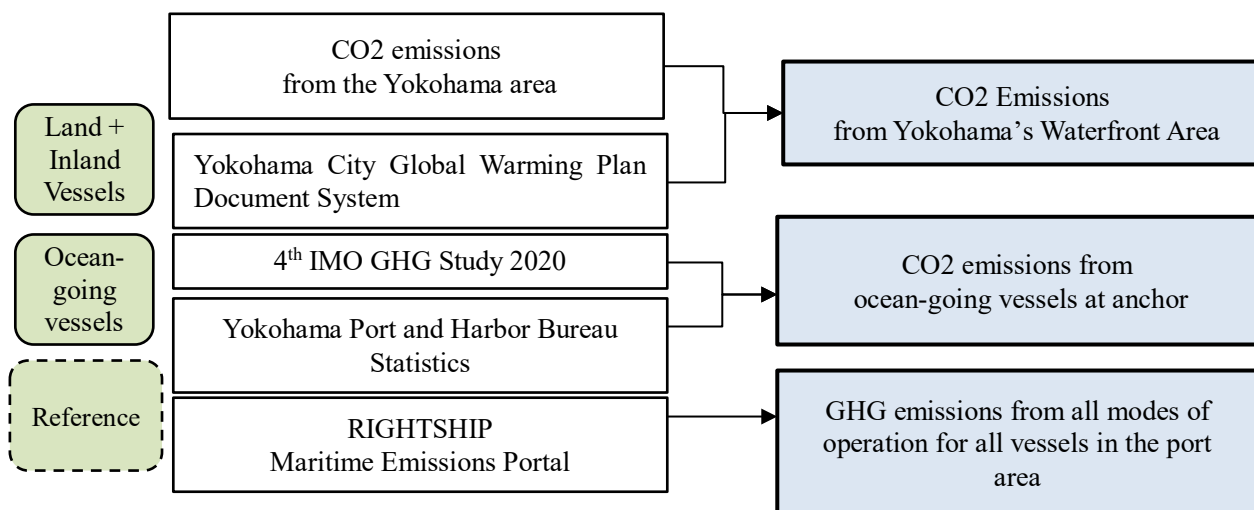 CO2 emissions
from the Yokohama area
CO2 Emissions
from Yokohama's Waterfront Area
Land +
Inland
Vessels
Yokohama City Global Warming Plan
Document System
Ocean-
going
vessels
4th IMO GHG Study 2020
CO2 emissions from
ocean-going vessels at anchor
Yokohama Port and Harbor Bureau
Statistics
Reference
RIGHTSHIP
Maritime Emissions Portal
GHG emissions from all modes of
operation for all vessels in the port
area